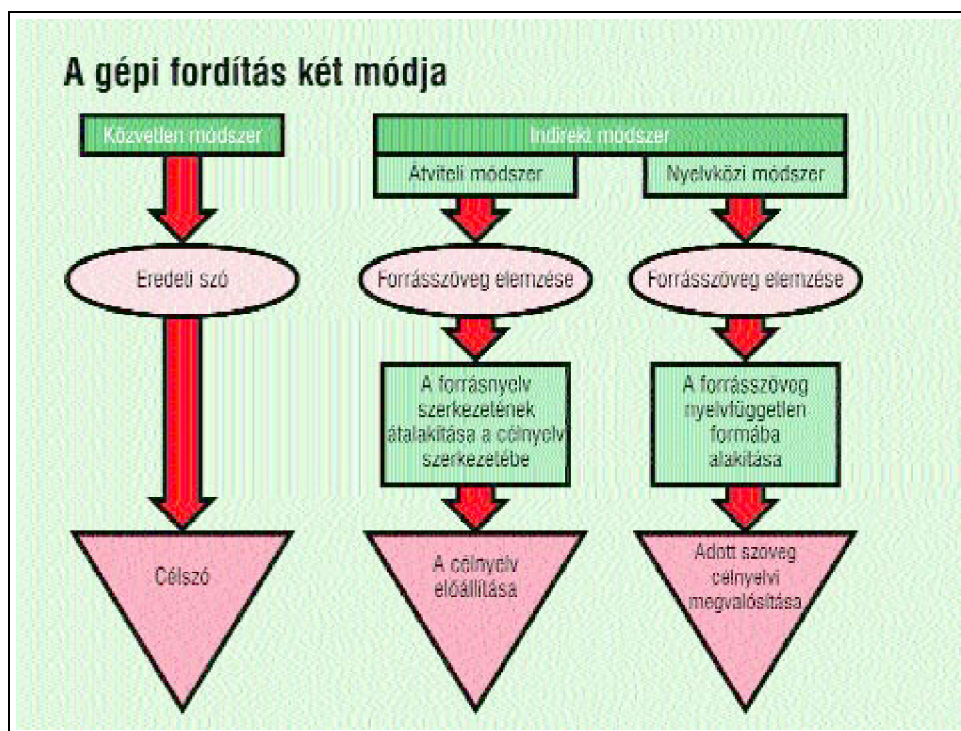 A gépi fordítás két módja
Közvetlen módszer
Eredeti szó
Célszó
Indirekt módszer
Átviteli módszer
Forrásszöveg elemzése
A forrásnyelv
szerkezetének
átalakítása a célnyelv
szerkezetébe
A célnyelv
előállítása
Nyelvközi módszer
Forrásszöveg elemzése
A forrásszöveg
nyelvfüggetlen
formába
alakítása
Adott szöveg
célnyelvi
megvalósítása